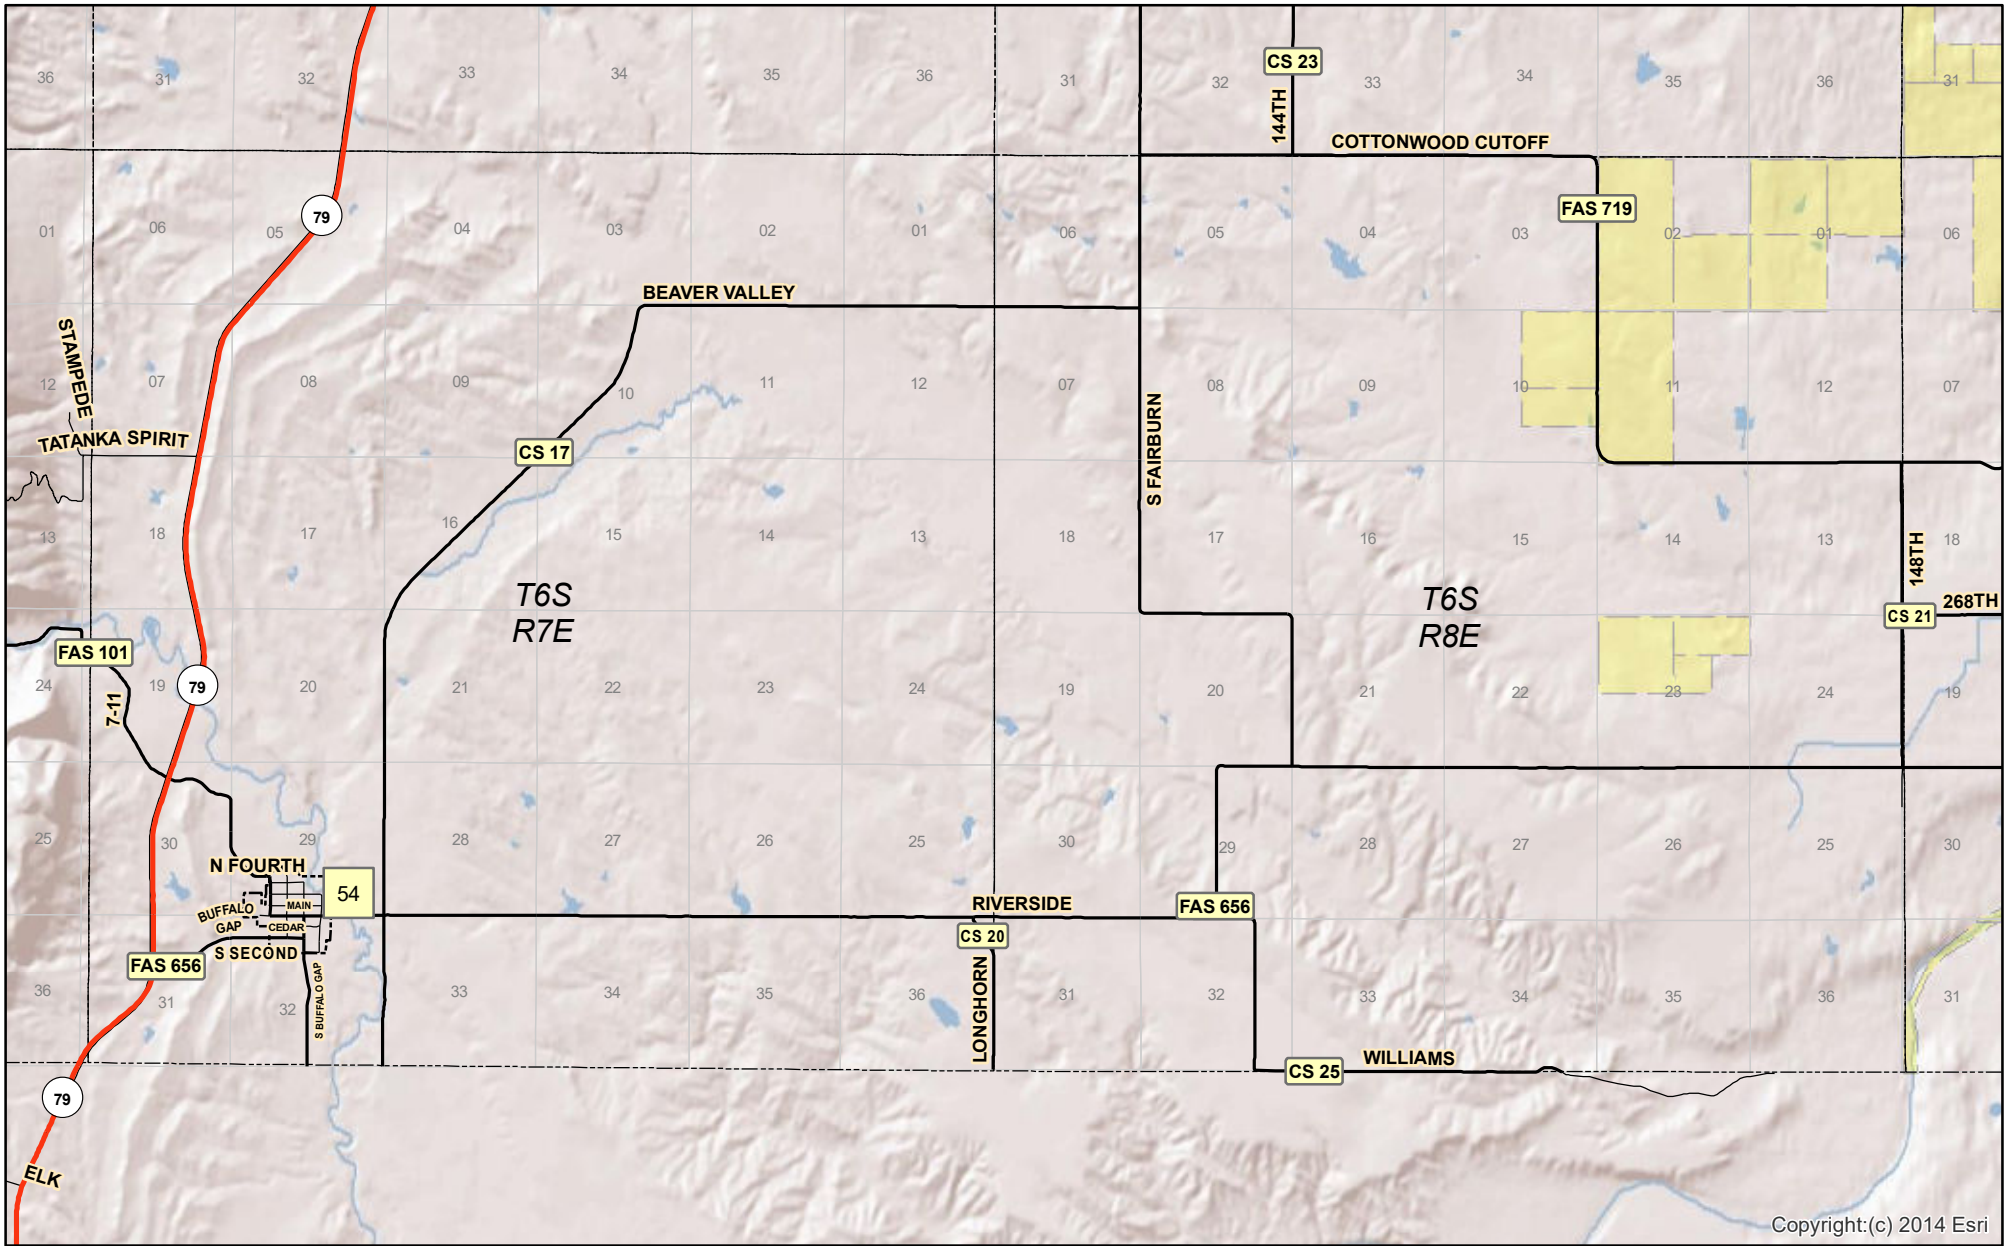 36 31 32 33 34 35 36 31 32 33 34 35 36 31
CS 23
144TH
COTTONWOOD CUTOFF
79
FAS 719
01 06 05 04 03 02 01 06 05 04 03 02 01 06
BEAVER VALLEY
STAMPEDE
12 07 08 09 10 11 12 07 08 09 10 11 12 07
TATANKA SPIRIT
CS 17
S FAIRBURN
13 18 17 16 15 14 13 18 17 16 15 14 13 18
148TH
T6S
R7E
T6S
R8E
268TH
CS 21
FAS 101
24 19 20 21 22 23 24 19 20 21 22 23 24 19
79
7-11
25 30 29 28 27 26 25 30 29 28 27 26 25 30
N FOURTH
54
MAIN
RIVERSIDE
FAS 656
BUFFALO
GAP
CEDAR
CS 20
S SECOND
FAS 656
36 31 32 33 34 35 36 31 32 33 34 35 36 31
S BUFFALO GAP
LONGHORN
WILLIAMS
CS 25
79
ELK
Copyright:(c) 2014 Esri